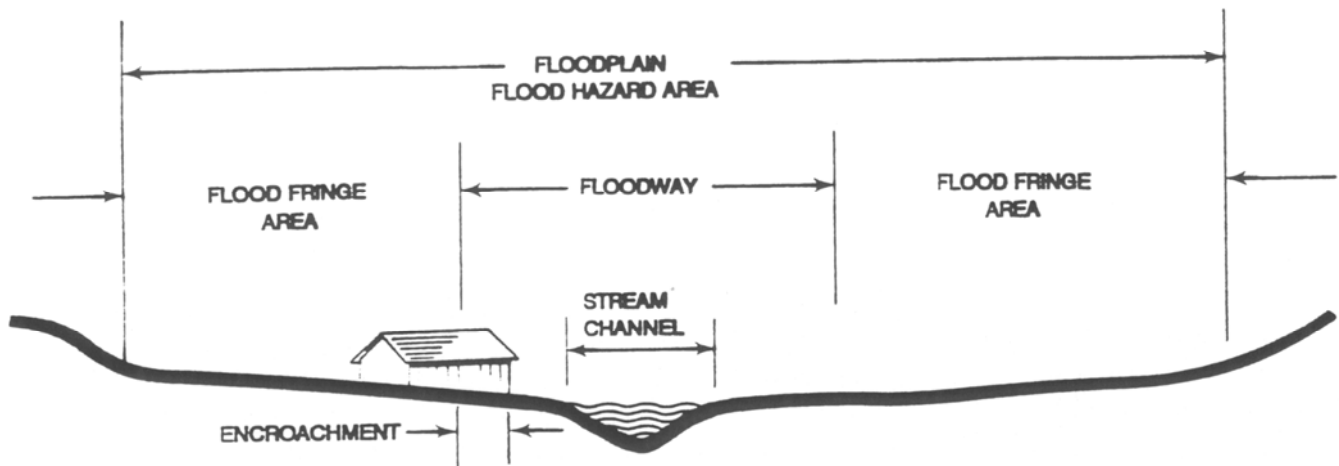 FLOODPLAIN
FLOOD HAZARD AREA
FLOOD FRINGE
AREA
FLOODWAY
FLOOD FRINGE
AREA
STREAM
CHANNEL
ENCROACHMENT